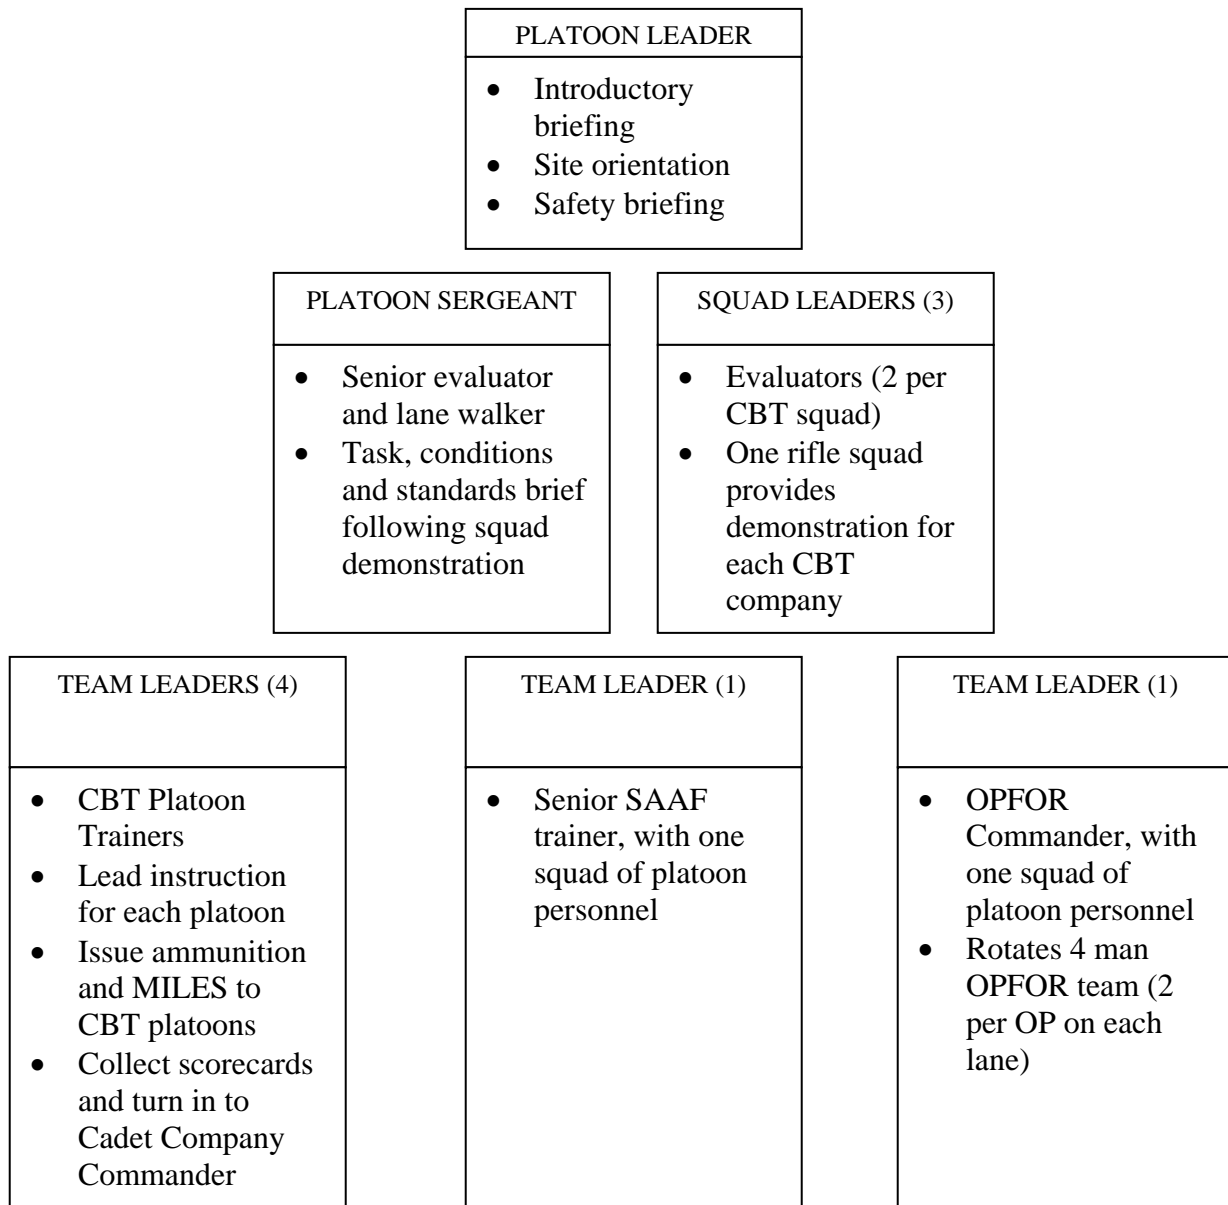 PLATOON LEADER
• Introductory
briefing
• Site orientation
• Safety briefing
PLATOON SERGEANT
• Senior evaluator
and lane walker
• Task, conditions
and standards brief
following squad
demonstration
SQUAD LEADERS (3)
• Evaluators (2 per
CBT squad)
• One rifle squad
provides
demonstration for
each CBT
company
TEAM LEADERS (4)
• CBT Platoon
Trainers
• Lead instruction
for each platoon
• Issue ammunition
and MILES to
CBT platoons
• Collect scorecards
and turn in to
Cadet Company
Commander
TEAM LEADER (1)
• Senior SAAF
trainer, with one
squad of platoon
personnel
TEAM LEADER (1)
• OPFOR
Commander, with
one squad of
platoon personnel
• Rotates 4 man
OPFOR team (2
per OP on each
lane)